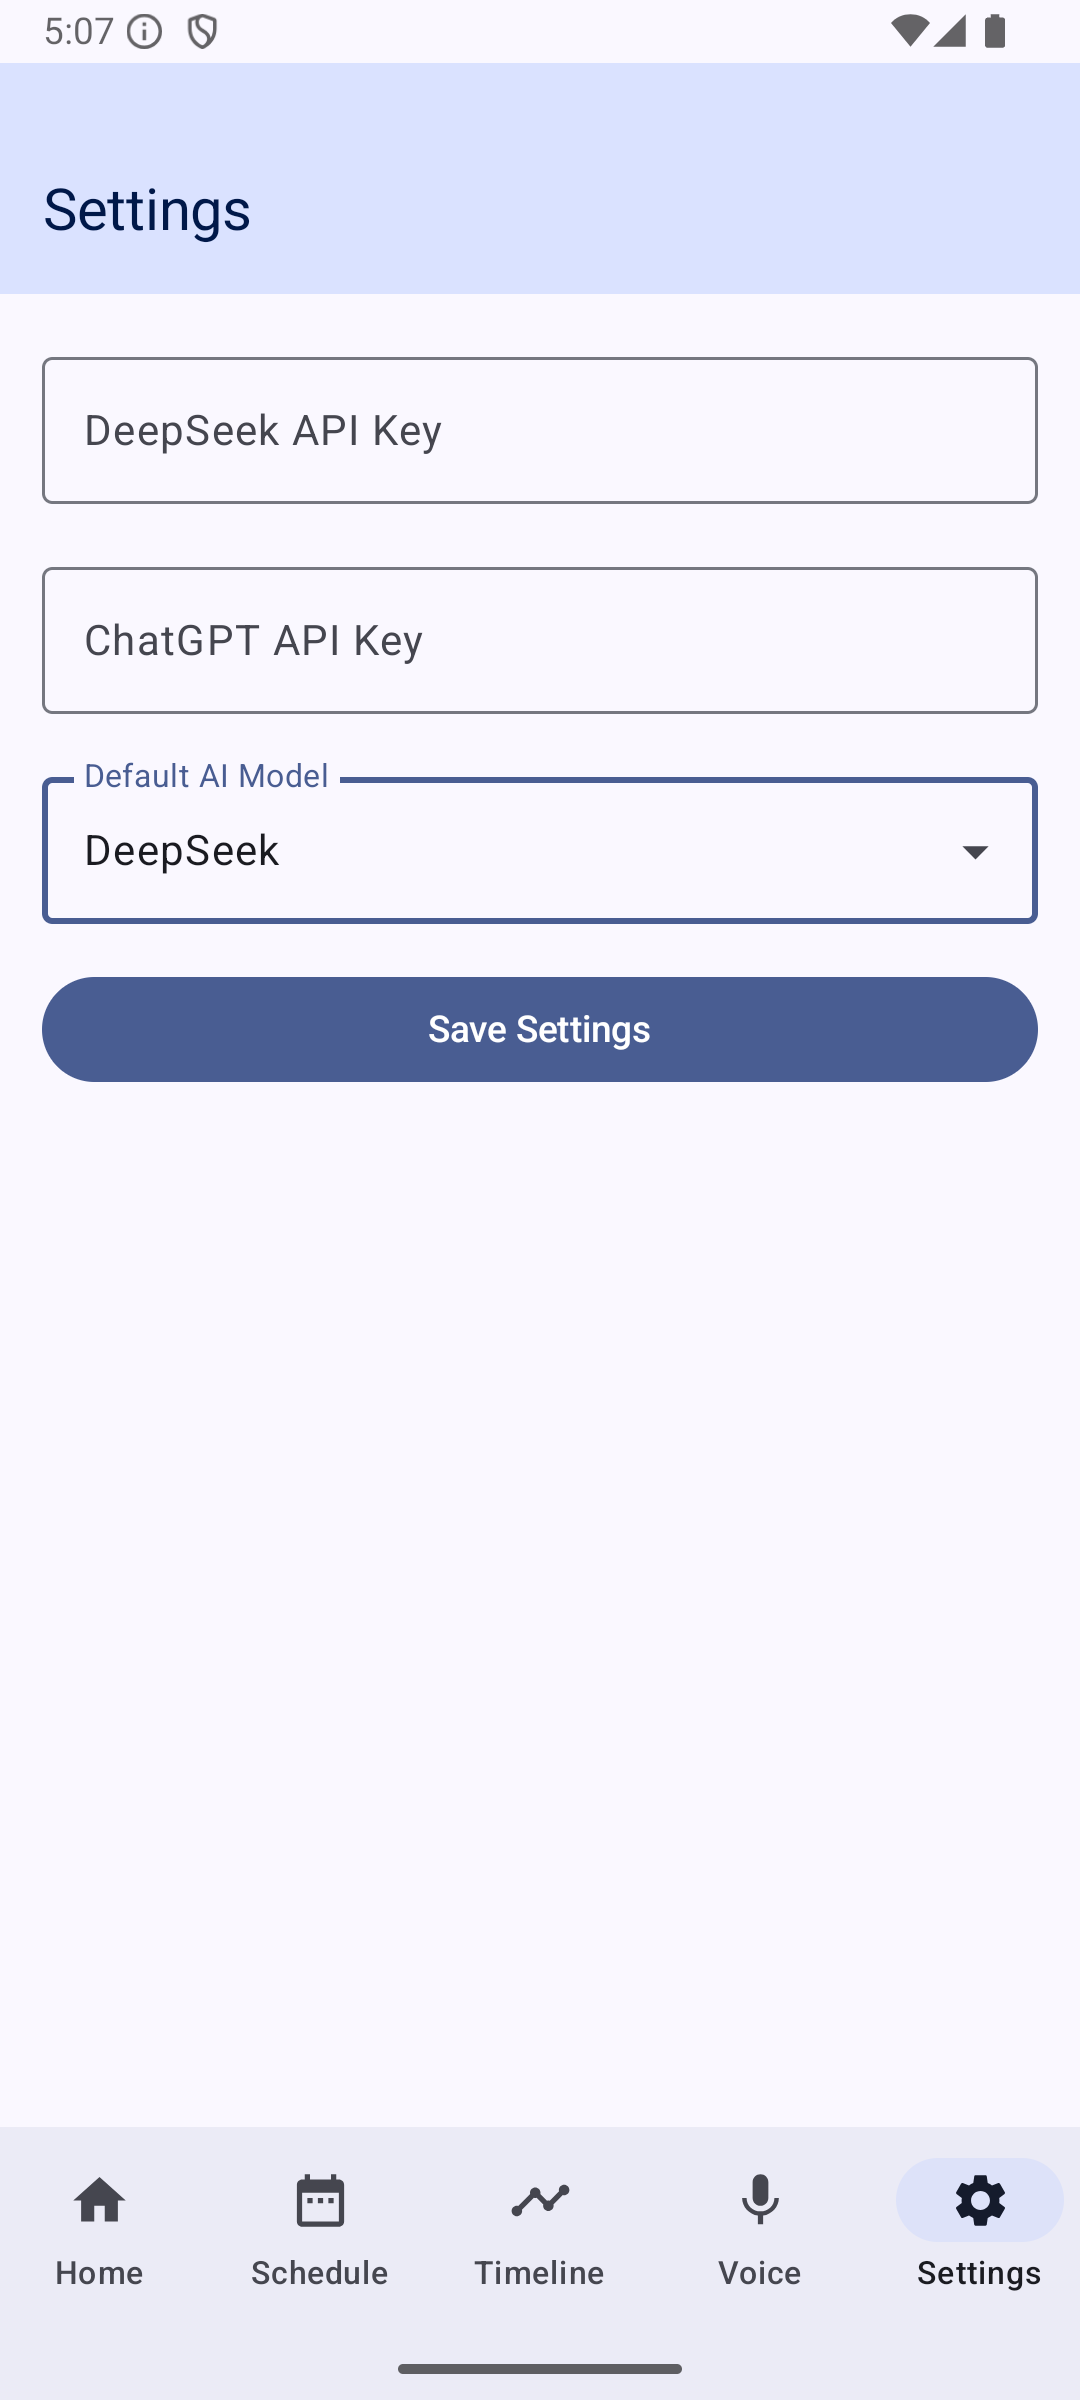 5:07
Settings
DeepSeek API Key
ChatGPT API Key
Default AI Model
DeepSeek
Save Settings
Home
Schedule
Timeline
Voice
Settings